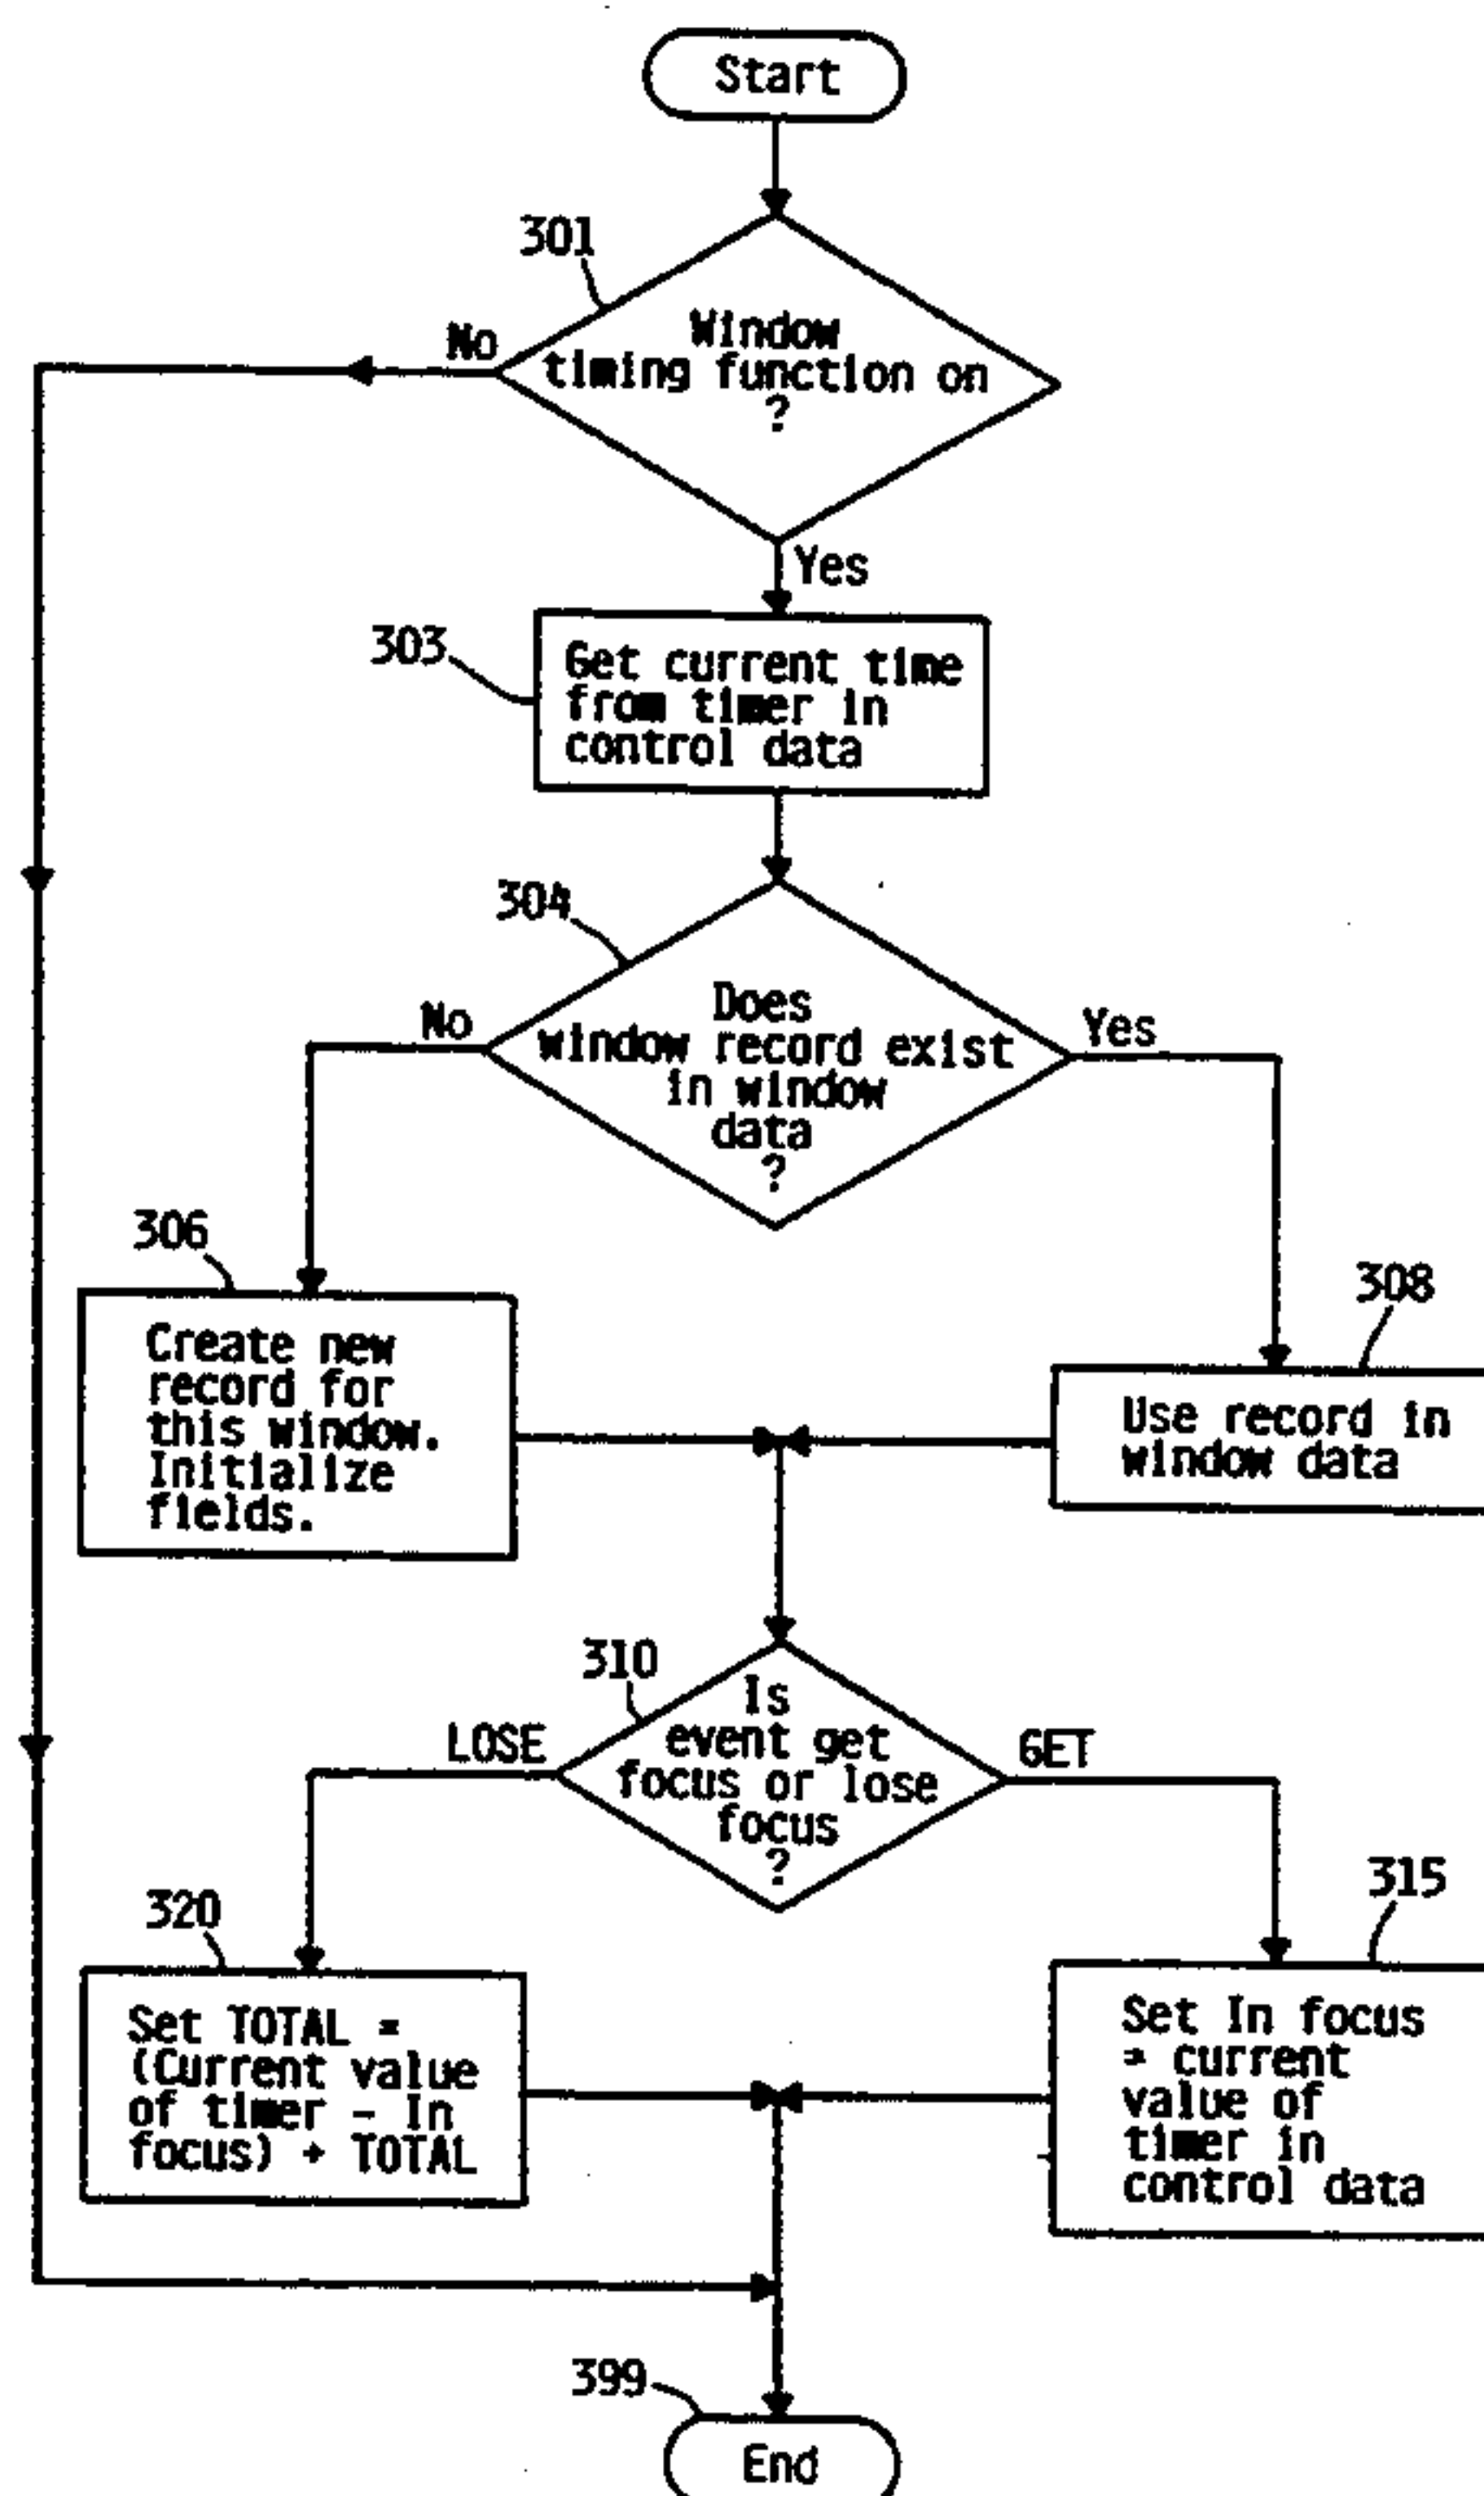 Start
301
No
Window
timing function on
?
Yes
303
Get current time
from timer in
control data
304
No
Does
window record exist
in window
data
?
Yes
306
Create new
record for
this window.
Initialize
fields.
308
Use record in
window data
310
LOSE
Is
event get
focus or lose
focus
?
GET
320
Set TOTAL =
(Current value
of timer - In
focus) + TOTAL
315
Set In focus
= current
value of
timer in
control data
399
End